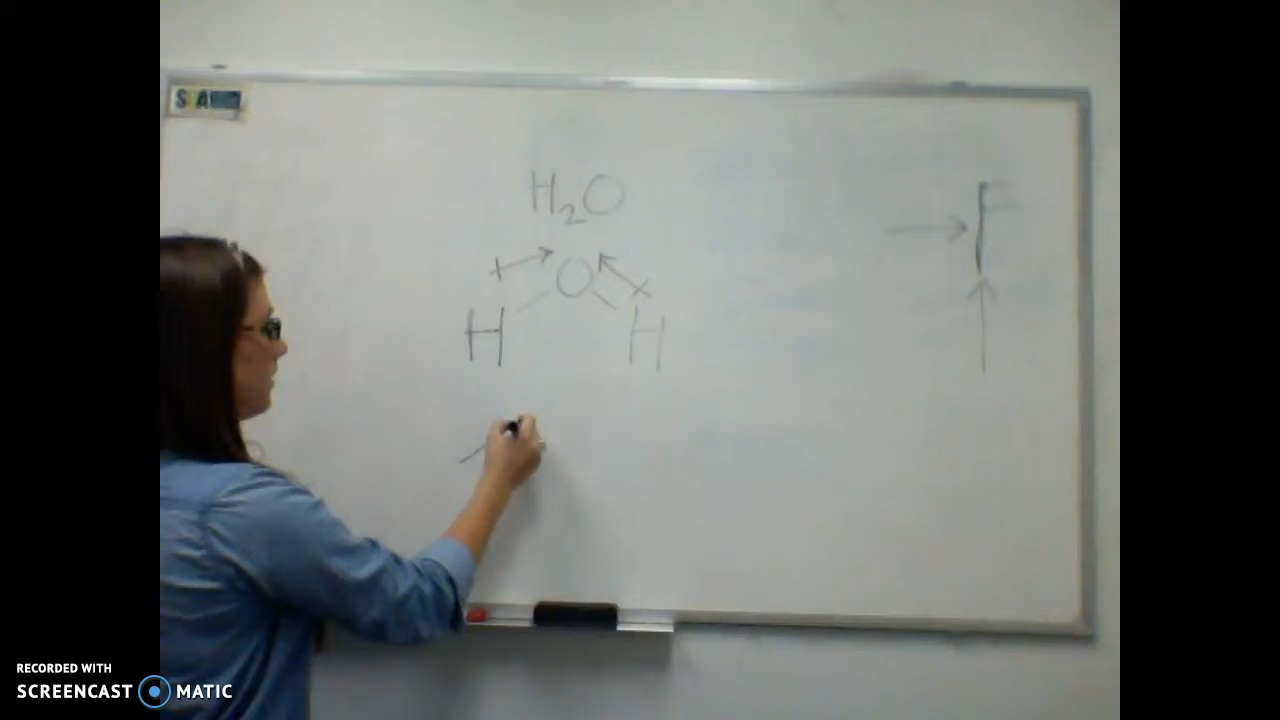 H₂O
F
O
H H
RECORDED WITH
SCREENCAST MATIC